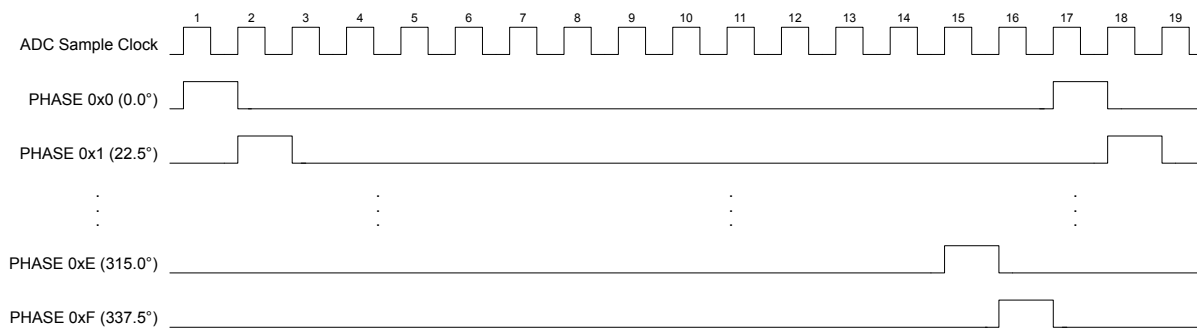 1 2 3 4 5 6 7 8 9 10 11 12 13 14 15 16 17 18 19
ADC Sample Clock
PHASE 0x0 (0.0°)
PHASE 0x1 (22.5°)
PHASE 0xE (315.0°)
PHASE 0xF (337.5°)